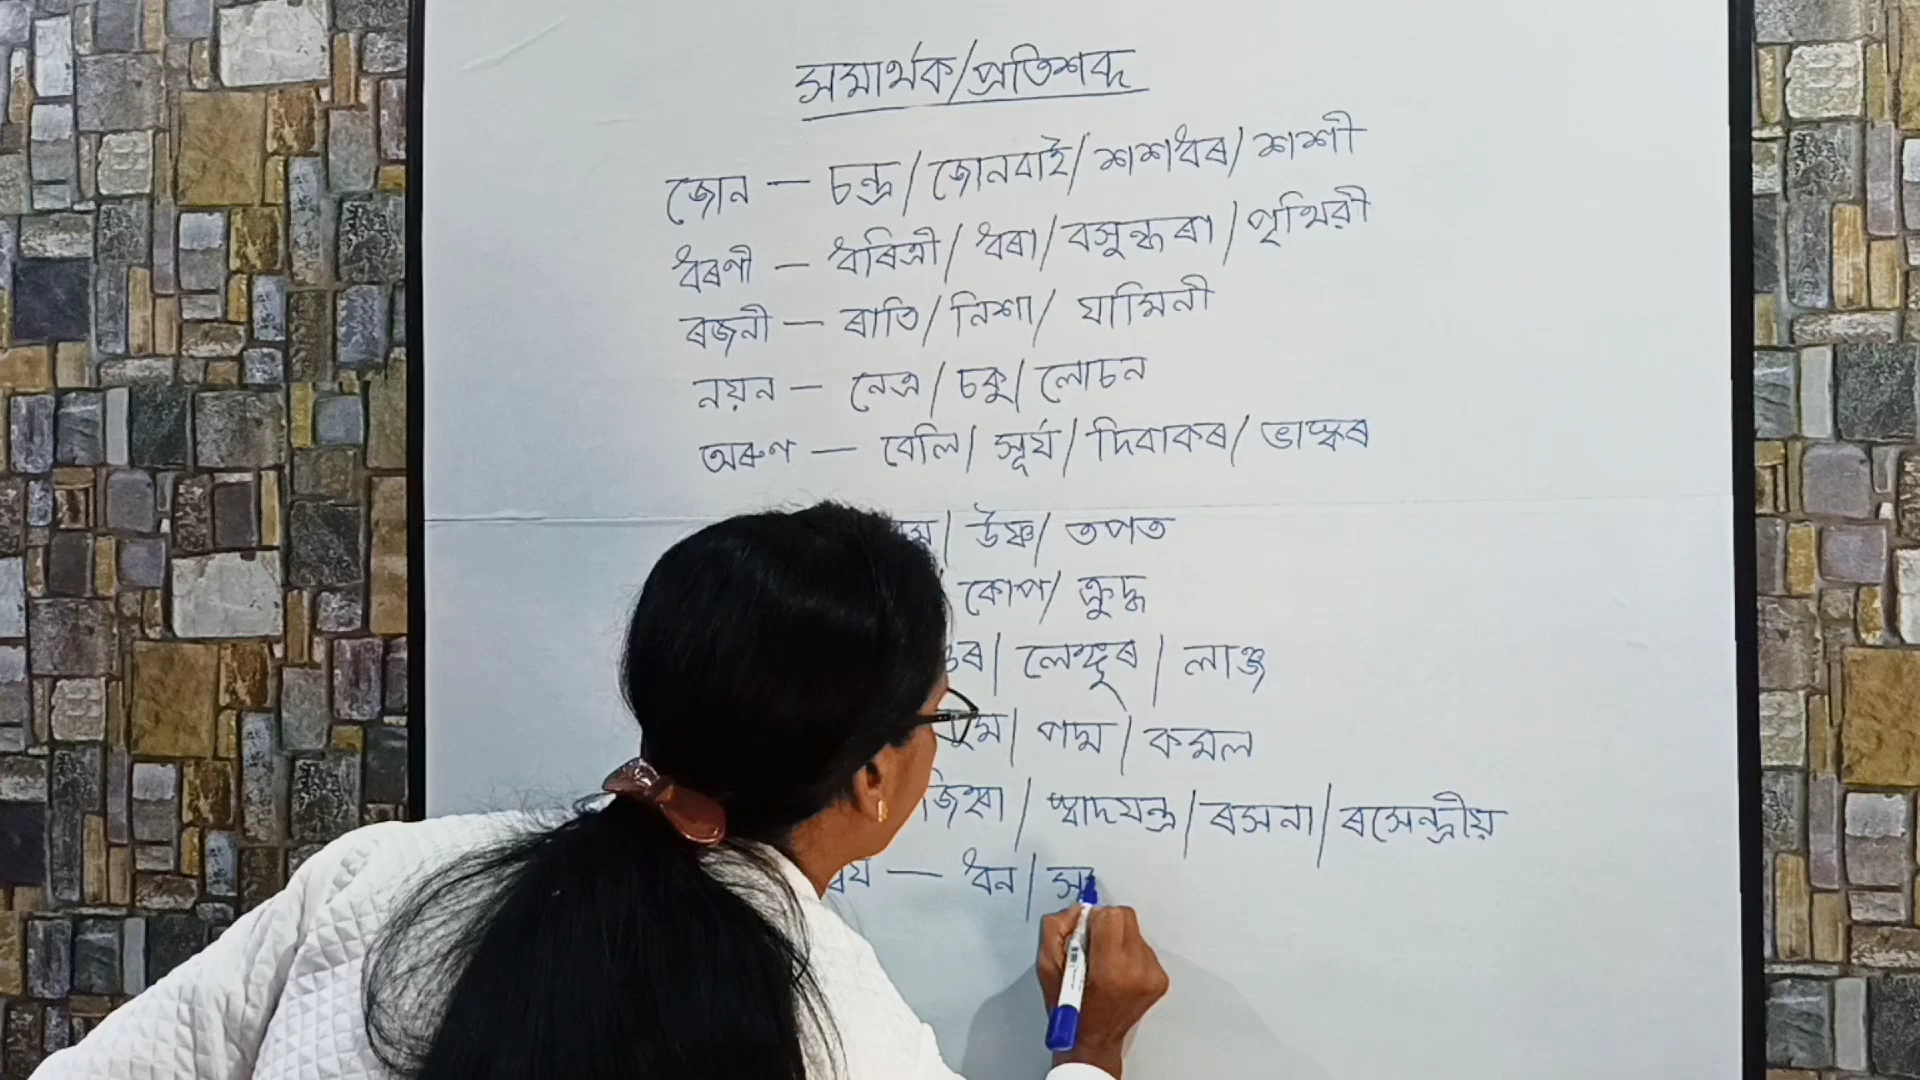 সমাৰ্থক/প্ৰতিশব্দ
জোন — চন্দ্ৰ/জোনবাই/শশধৰ/শশী
ধৰণী — ধৰিত্ৰী/ধৰা/বসুন্ধৰা/পৃথিৱী
ৰজনী — ৰাতি/নিশা/যামিনী
নয়ন — নেত্ৰ/চকু/লোচন
অৰুণ — বেলি/সূৰ্য/দিবাকৰ/ভাস্কৰ
উষ্ণ/তপত
কোপ/ক্ৰুদ্ধ
লেঙ্গুৰ/লাঞ্জ
পদ্ম/কমল
জিহ্বা/স্বাদযন্ত্ৰ/ৰসনা/ৰসেন্দ্ৰীয়
— ধন/